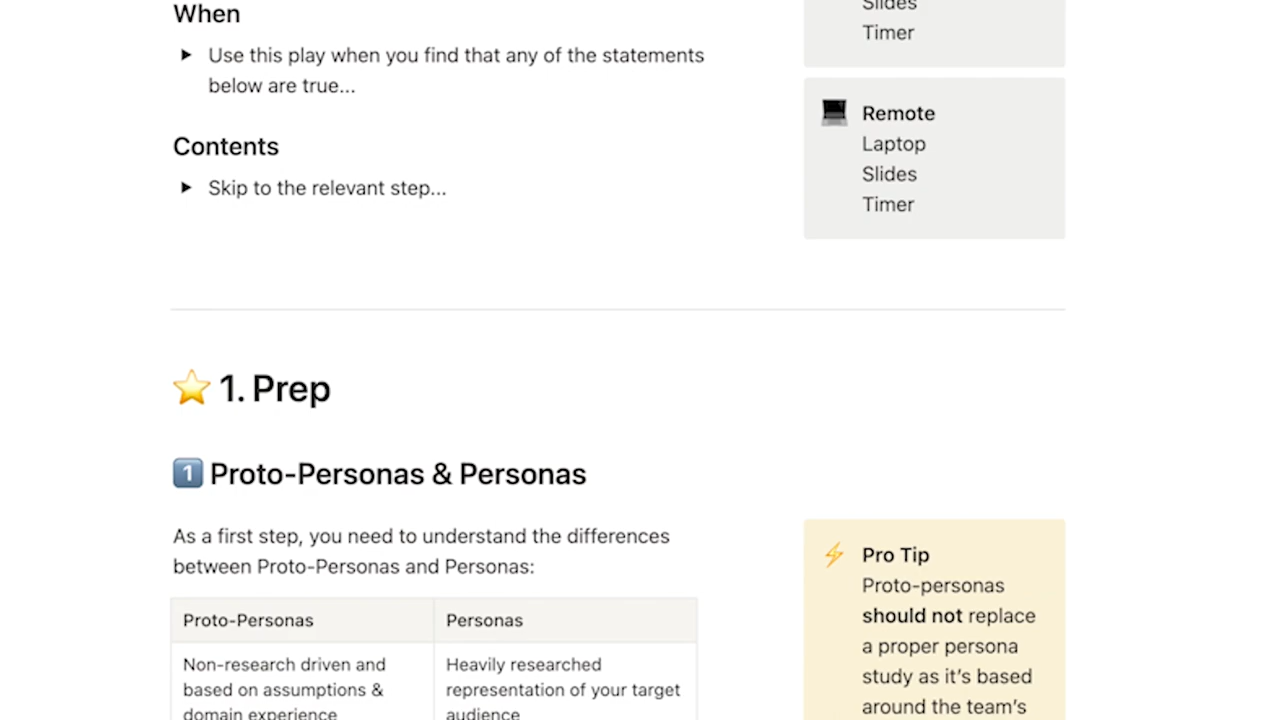 When
Use this play when you find that any of the statements
below are true...
Contents
Skip to the relevant step...
Slides
Timer
Remote
Laptop
Slides
Timer
1. Prep
1 Proto-Personas & Personas
As a first step, you need to understand the differences
between Proto-Personas and Personas:
Proto-Personas Personas
Non-research driven and
based on assumptions &
domain experience
Heavily researched
representation of your target
audience
Pro Tip
Proto-personas
should not replace
a proper persona
study as it's based
around the team's